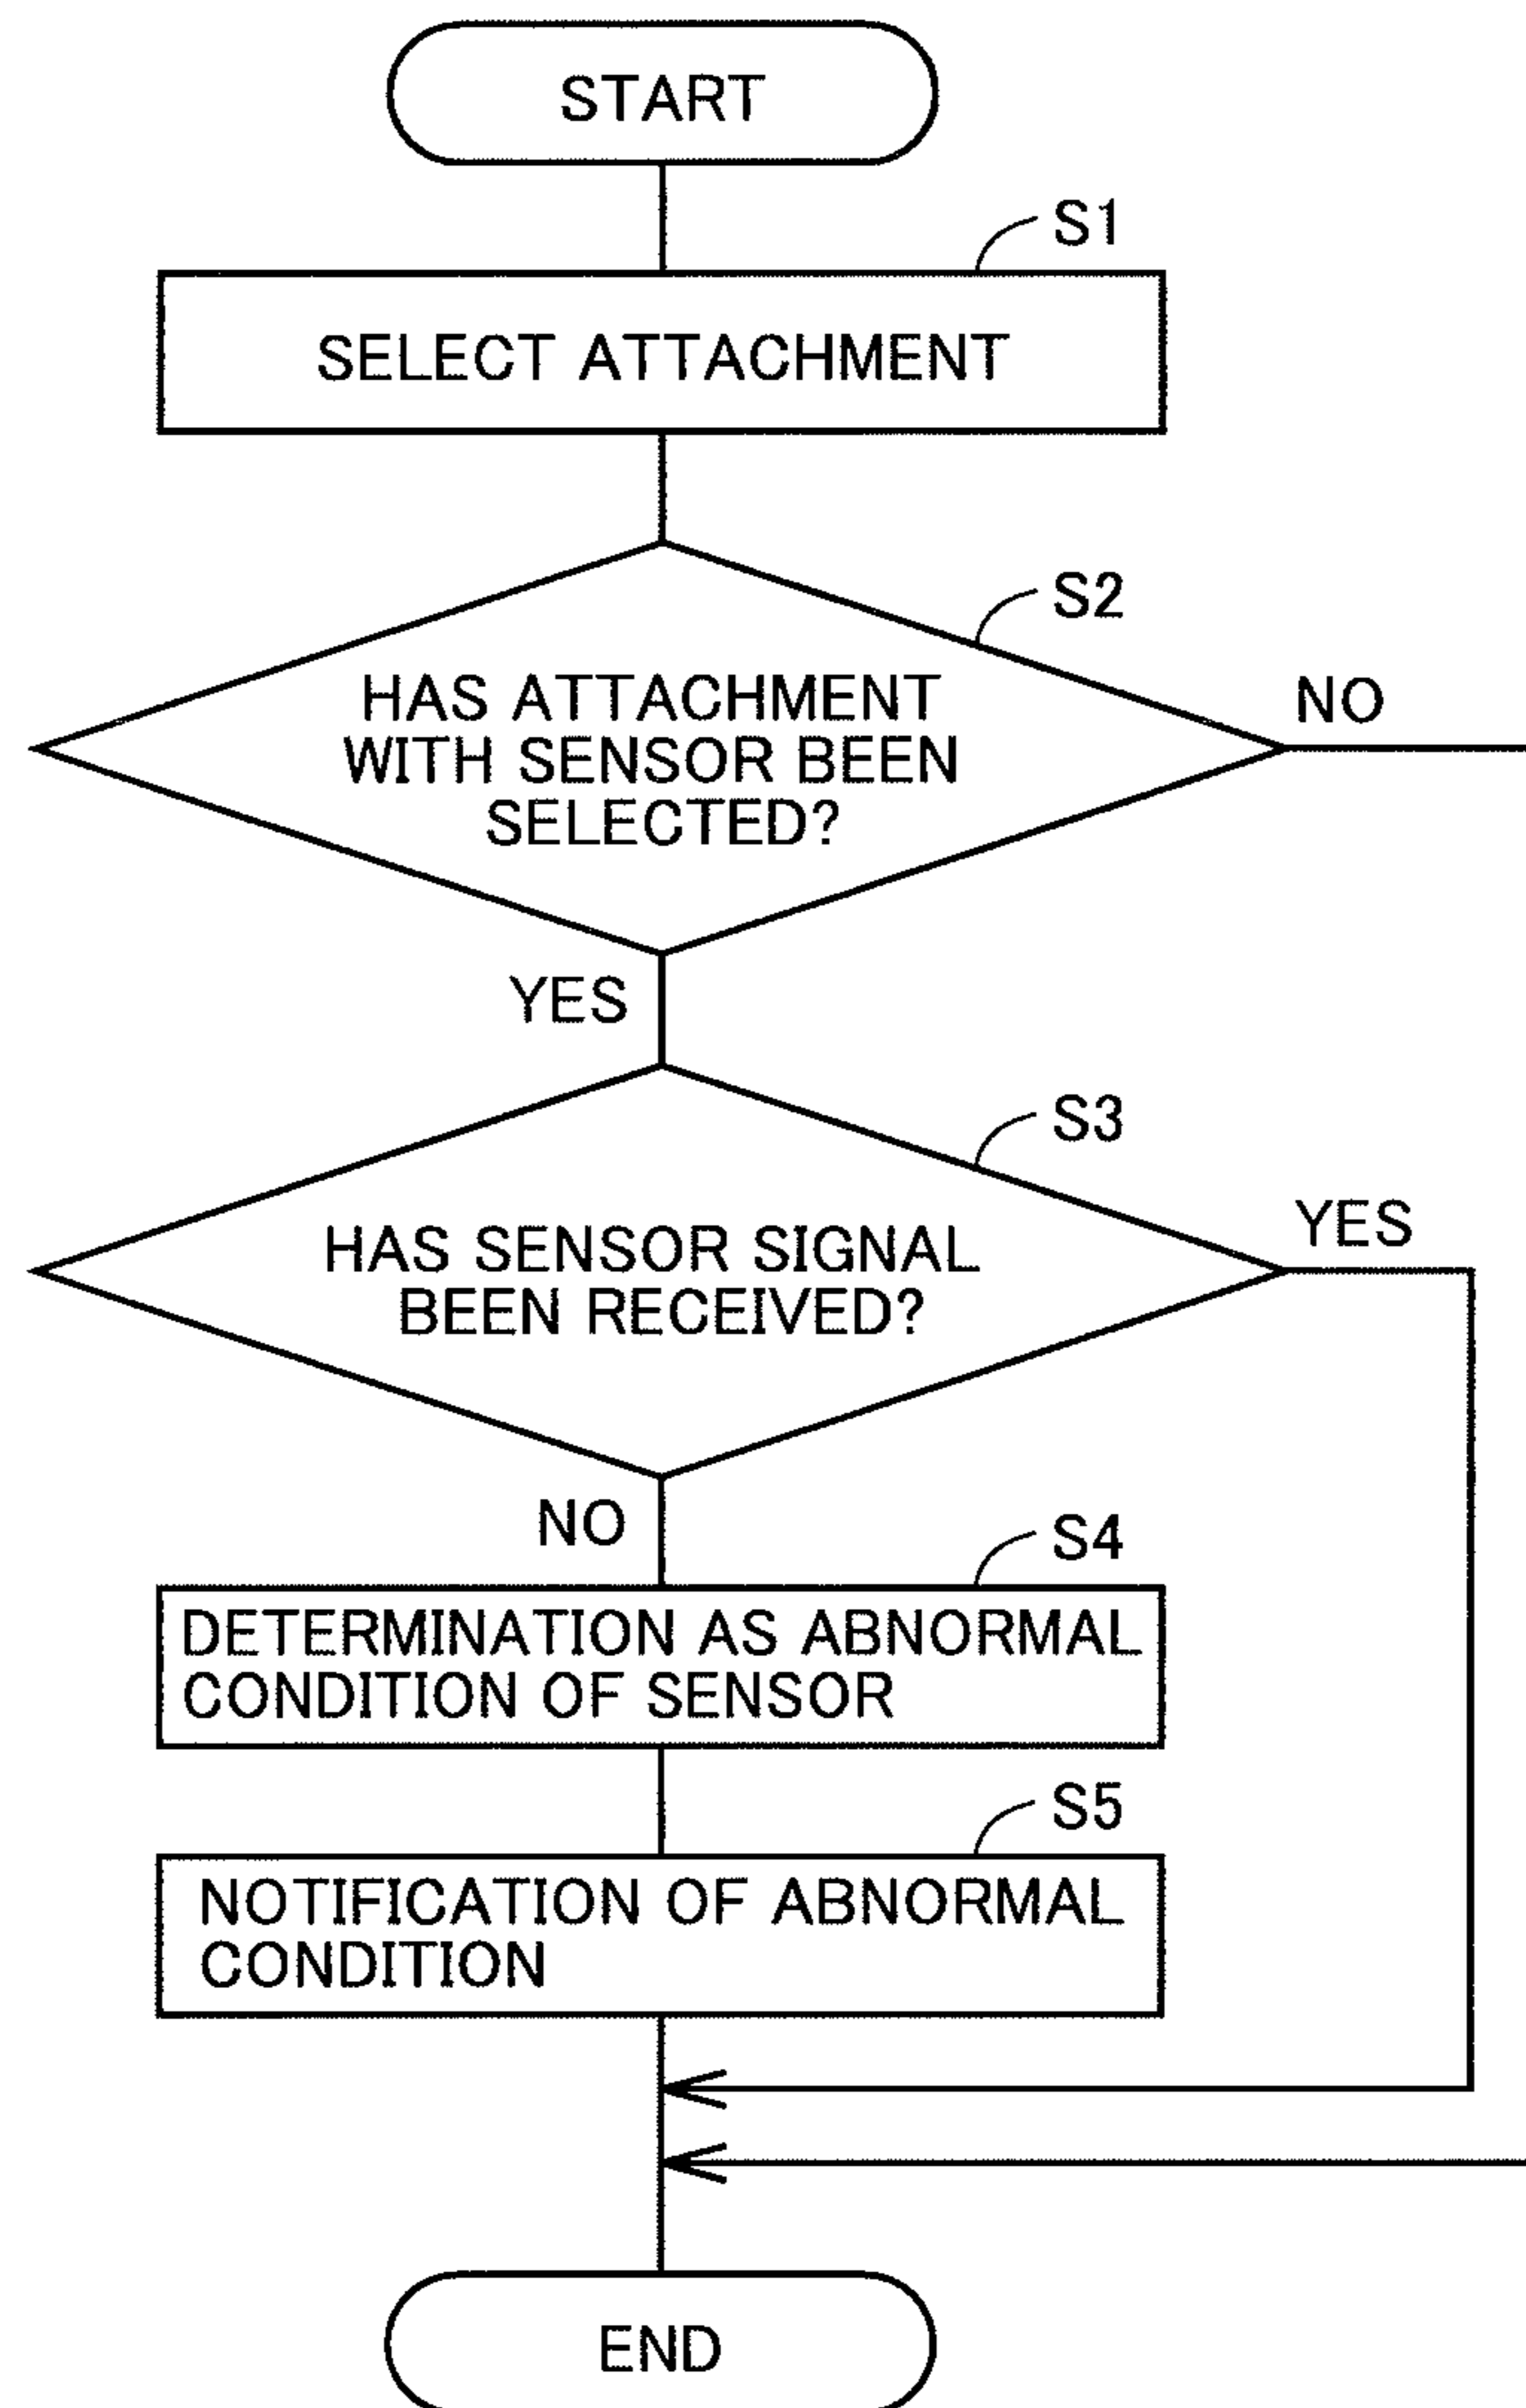 START
S1
SELECT ATTACHMENT
S2
HAS ATTACHMENT
WITH SENSOR BEEN
SELECTED?
NO
YES
S3
HAS SENSOR SIGNAL
BEEN RECEIVED?
YES
NO
S4
DETERMINATION AS ABNORMAL
CONDITION OF SENSOR
S5
NOTIFICATION OF ABNORMAL
CONDITION
END